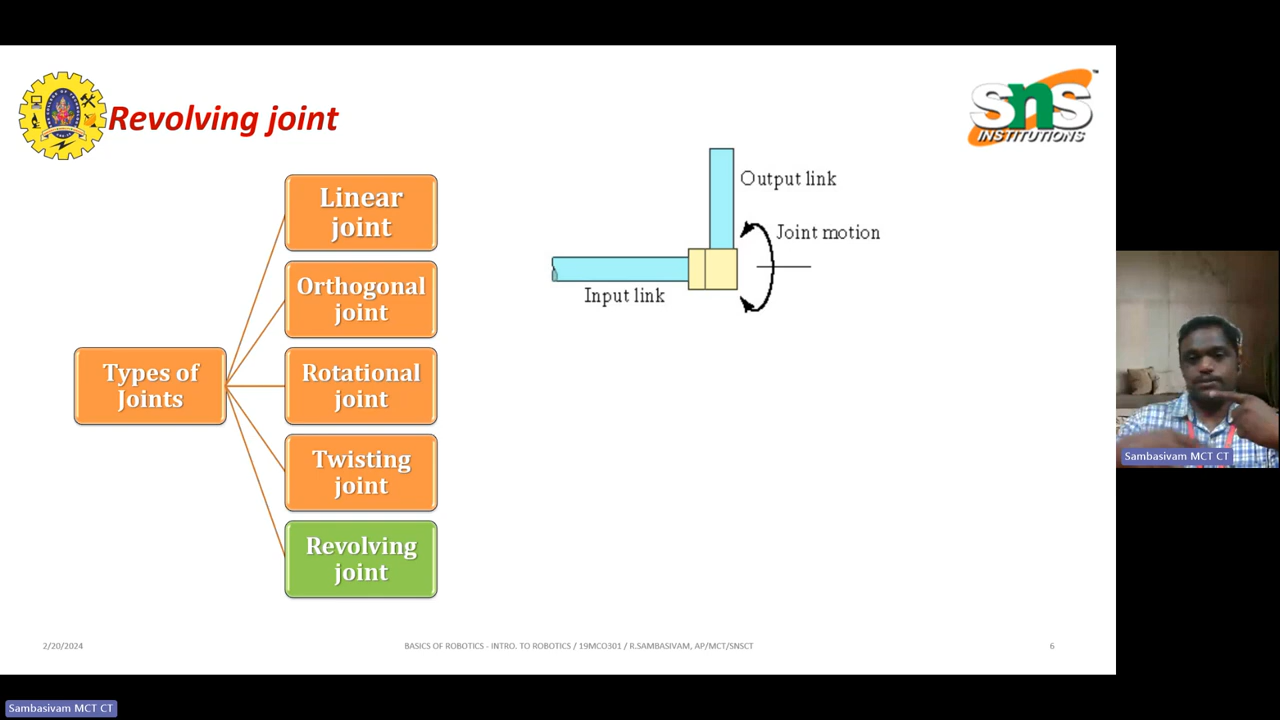 Revolving joint
SNS
INSTITUTIONS
Types of
Joints
Linear
joint
Orthogonal
joint
Rotational
joint
Twisting
joint
Revolving
joint
Output link
Joint motion
Input link
Sambasivam MCT CT
2/20/2024
BASICS OF ROBOTICS - INTRO. TO ROBOTICS / 19MCO301 / R.SAMBASIVAM, AP/MCT/SNSCT
6
Sambasivam MCT CT